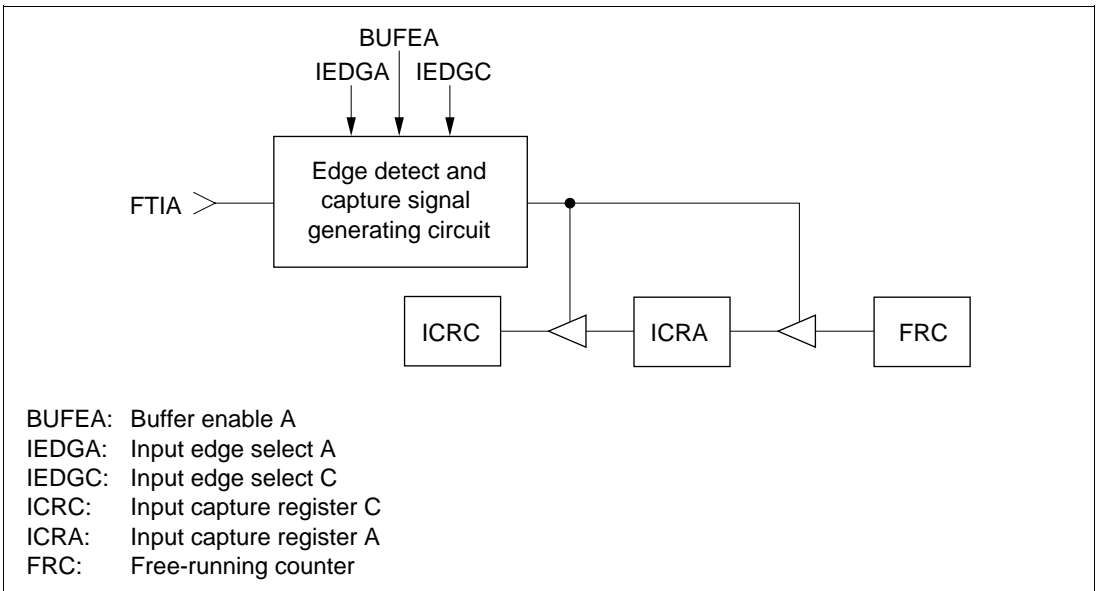 BUFEA
IEDGA IEDGC
Edge detect and
capture signal
generating circuit
FTIA
ICRC ICRA FRC
BUFEA: Buffer enable A
IEDGA: Input edge select A
IEDGC: Input edge select C
ICRC: Input capture register C
ICRA: Input capture register A
FRC: Free-running counter